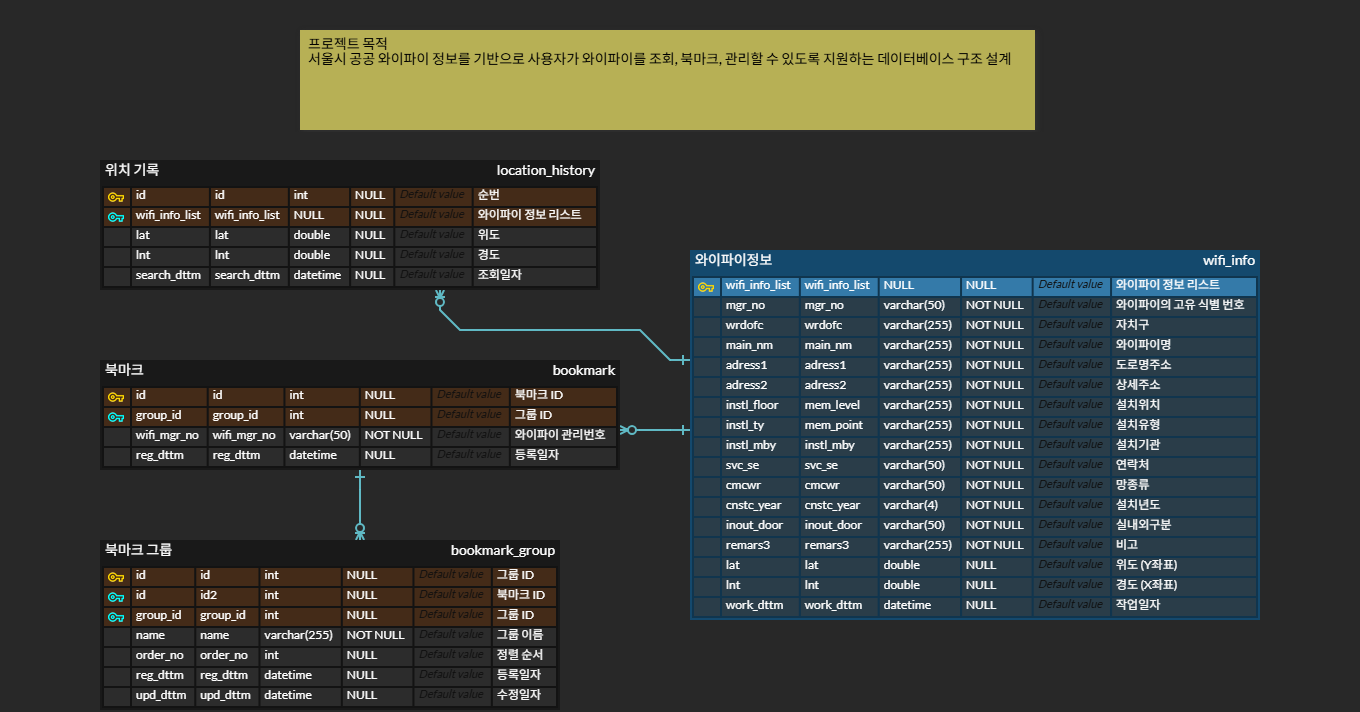 프로젝트 목적
서울시 공공 와이파이 정보를 기반으로 사용자가 와이파이를 조회, 북마크, 관리할 수 있도록 지원하는 데이터베이스 구조 설계
위치 기록 location_history
id id int NULL Default value 순번
wifi_info_list wifi_info_list NULL NULL Default value 와이파이 정보 리스트
lat lat double NULL Default value 위도
lnt lnt double NULL Default value 경도
search_dttm search_dttm datetime NULL Default value 조회일자
북마크 bookmark
id id int NULL Default value 북마크 ID
group_id group_id int NULL Default value 그룹 ID
wifi_mgr_no wifi_mgr_no varchar(50) NOT NULL Default value 와이파이 관리번호
reg_dttm reg_dttm datetime NULL Default value 등록일자
북마크 그룹 bookmark_group
id id int NULL Default value 그룹 ID
id id2 int NULL Default value 북마크 ID
group_id group_id int NULL Default value 그룹 ID
name name varchar(255) NOT NULL Default value 그룹 이름
order_no order_no int NULL Default value 정렬 순서
reg_dttm reg_dttm datetime NULL Default value 등록일자
upd_dttm upd_dttm datetime NULL Default value 수정일자
와이파이정보 wifi_info
wifi_info_list wifi_info_list NULL NULL Default value 와이파이 정보 리스트
mgr_no mgr_no varchar(50) NOT NULL Default value 와이파이의 고유 식별 번호
wrdofc wrdofc varchar(255) NOT NULL Default value 자치구
main_nm main_nm varchar(255) NOT NULL Default value 와이파이명
adress1 adress1 varchar(255) NOT NULL Default value 도로명주소
adress2 adress2 varchar(255) NOT NULL Default value 상세주소
instl_floor mem_level varchar(255) NOT NULL Default value 설치위치
instl_ty mem_point varchar(255) NOT NULL Default value 설치유형
instl_mby instl_mby varchar(255) NOT NULL Default value 설치기관
svc_se svc_se varchar(50) NOT NULL Default value 연락처
cmcwr cmcwr varchar(50) NOT NULL Default value 망종류
cnstc_year cnstc_year varchar(4) NOT NULL Default value 설치년도
inout_door inout_door varchar(50) NOT NULL Default value 실내외구분
remars3 remars3 varchar(255) NOT NULL Default value 비고
lat lat double NULL Default value 위도 (Y좌표)
lnt lnt double NULL Default value 경도 (X좌표)
work_dttm work_dttm datetime NULL Default value 작업일자